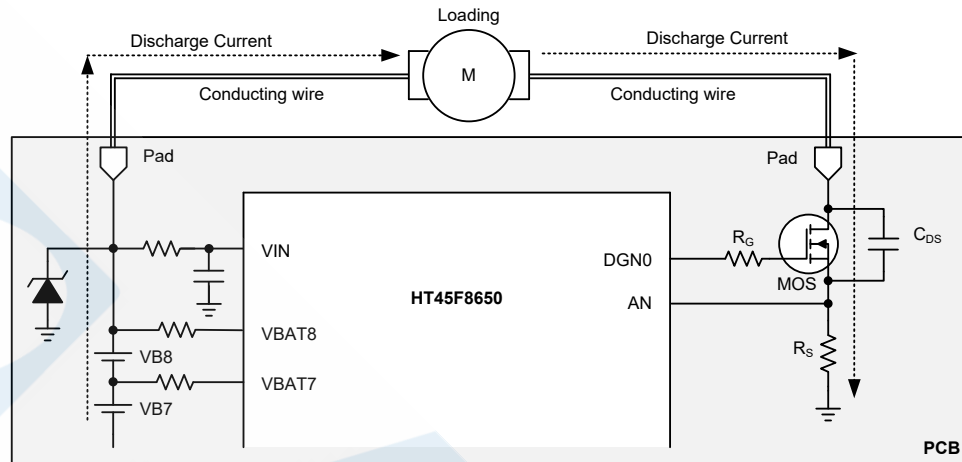 Loading
Discharge Current
Discharge Current
M
Conducting wire
Conducting wire
Pad
Pad
VIN
RG
CDS
DGN0
MOS
HT45F8650
AN
VBAT8
RS
VB8
VBAT7
VB7
PCB